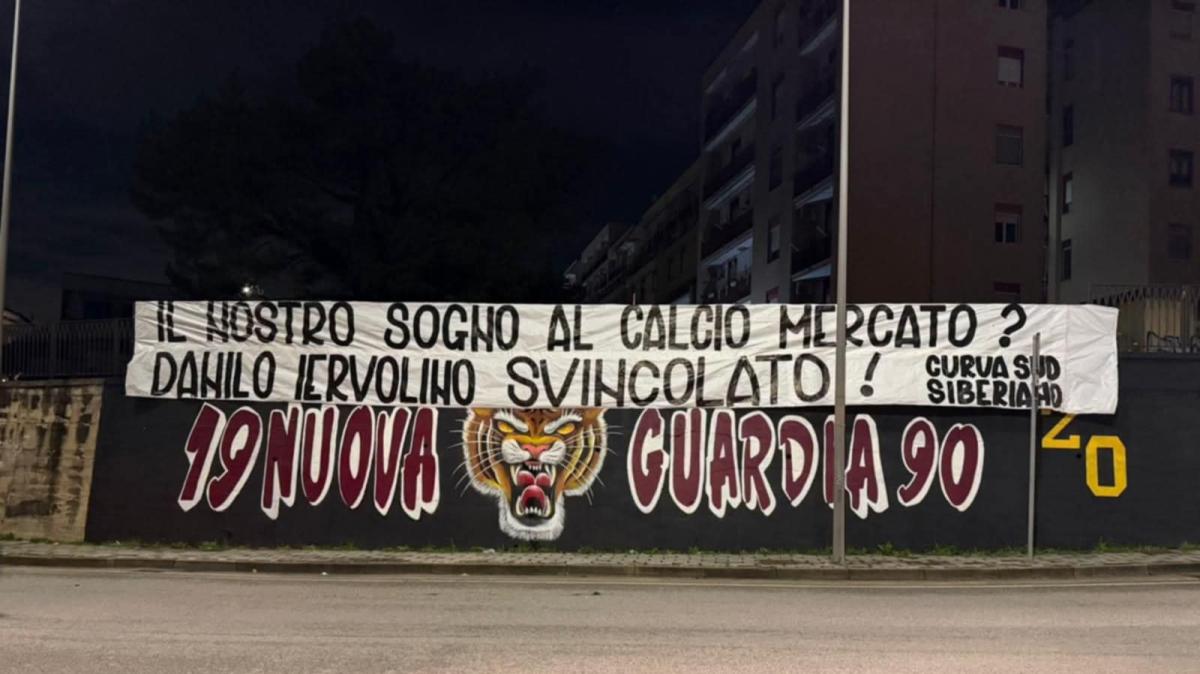 IL NOSTRO SOGNO AL CALCIO MERCATO ?
DANILO IERVOLINO SVINCOLATO !
CURVA SUD
SIBERIANO
19 NUOVA GUARDIA 90
20